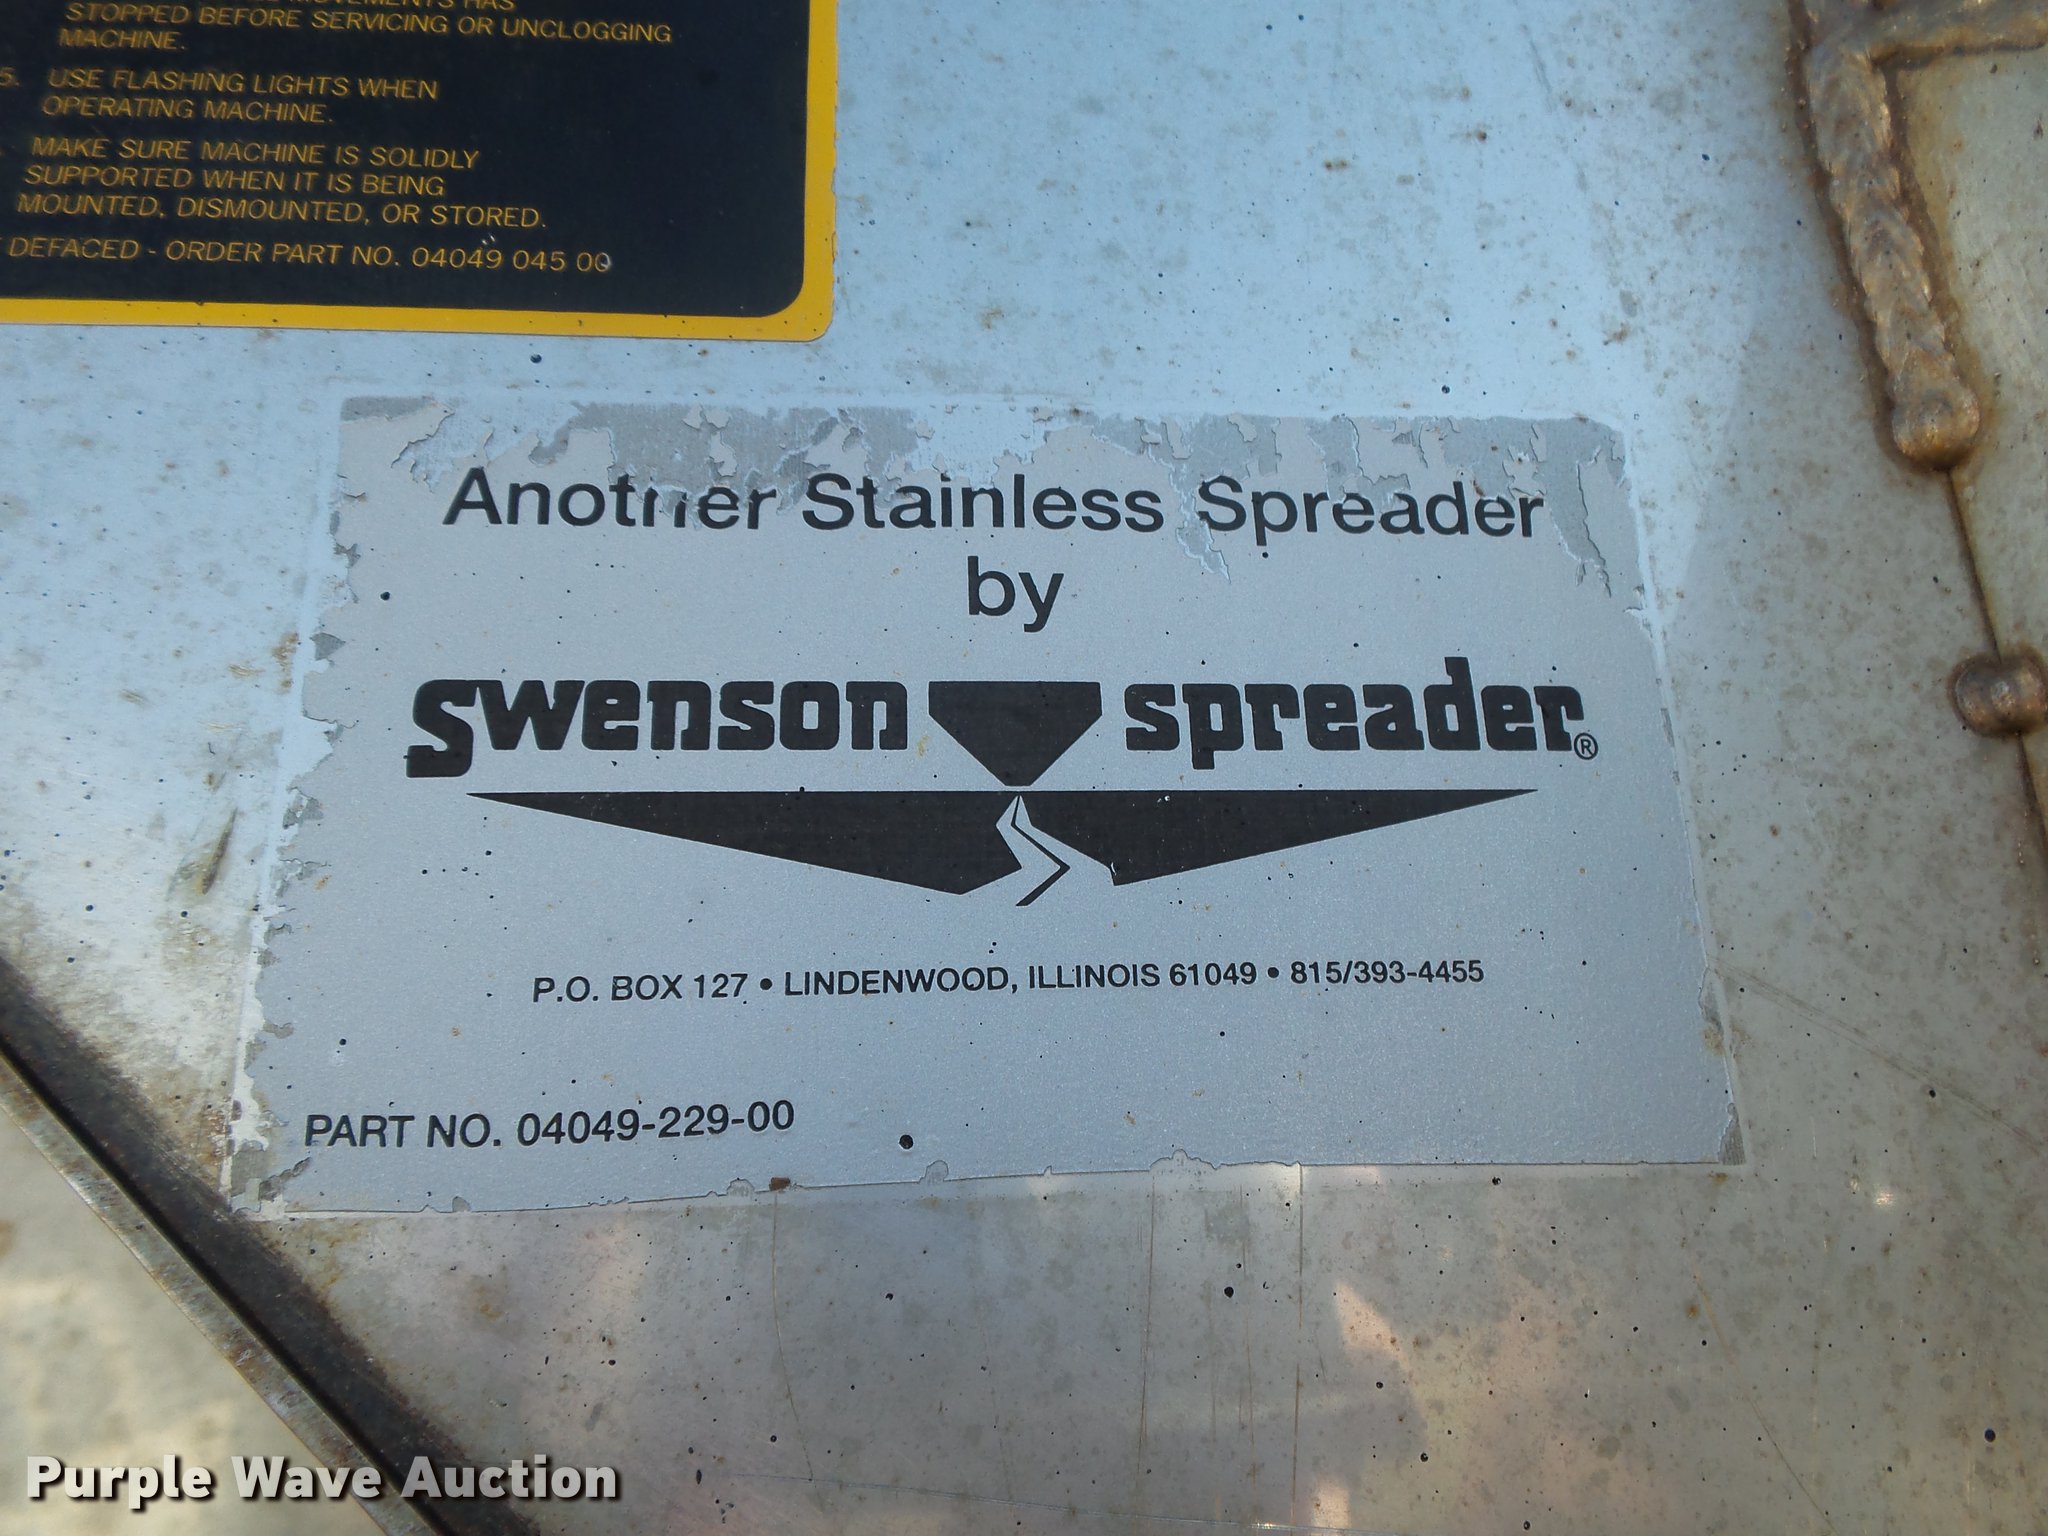 MOVEMENTS HAS
STOPPED BEFORE SERVICING OR UNCLOGGING
MACHINE.
5. USE FLASHING LIGHTS WHEN
OPERATING MACHINE.
MAKE SURE MACHINE IS SOLIDLY
SUPPORTED WHEN IT IS BEING
MOUNTED, DISMOUNTED, OR STORED.
DEFACED - ORDER PART NO. 04049 045 00
Another Stainless Spreader
by
swenson spreader®
P.O. BOX 127 • LINDENWOOD, ILLINOIS 61049 • 815/393-4455
PART NO. 04049-229-00
Purple Wave Auction